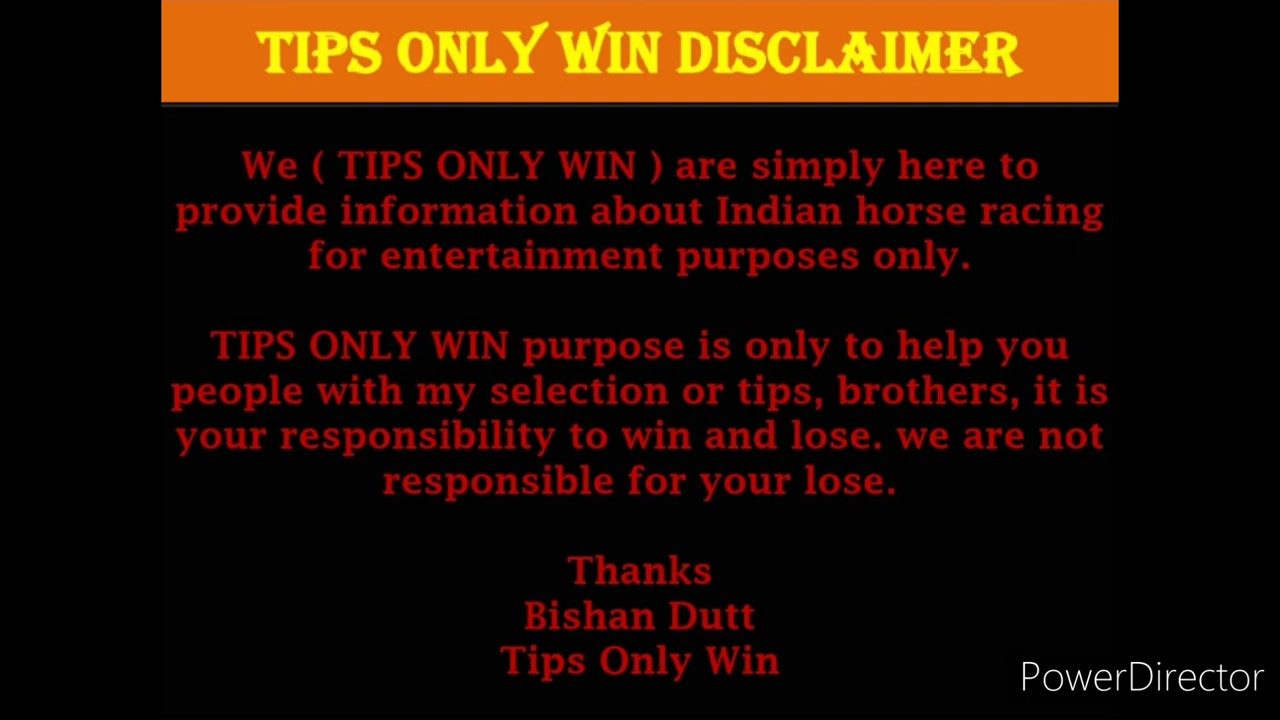 TIPS ONLY WIN DISCLAIMER
We ( TIPS ONLY WIN ) are simply here to
provide information about Indian horse racing
for entertainment purposes only.
TIPS ONLY WIN purpose is only to help you
people with my selection or tips, brothers, it is
your responsibility to win and lose. we are not
responsible for your lose.
Thanks
Bishan Dutt
Tips Only Win
PowerDirector